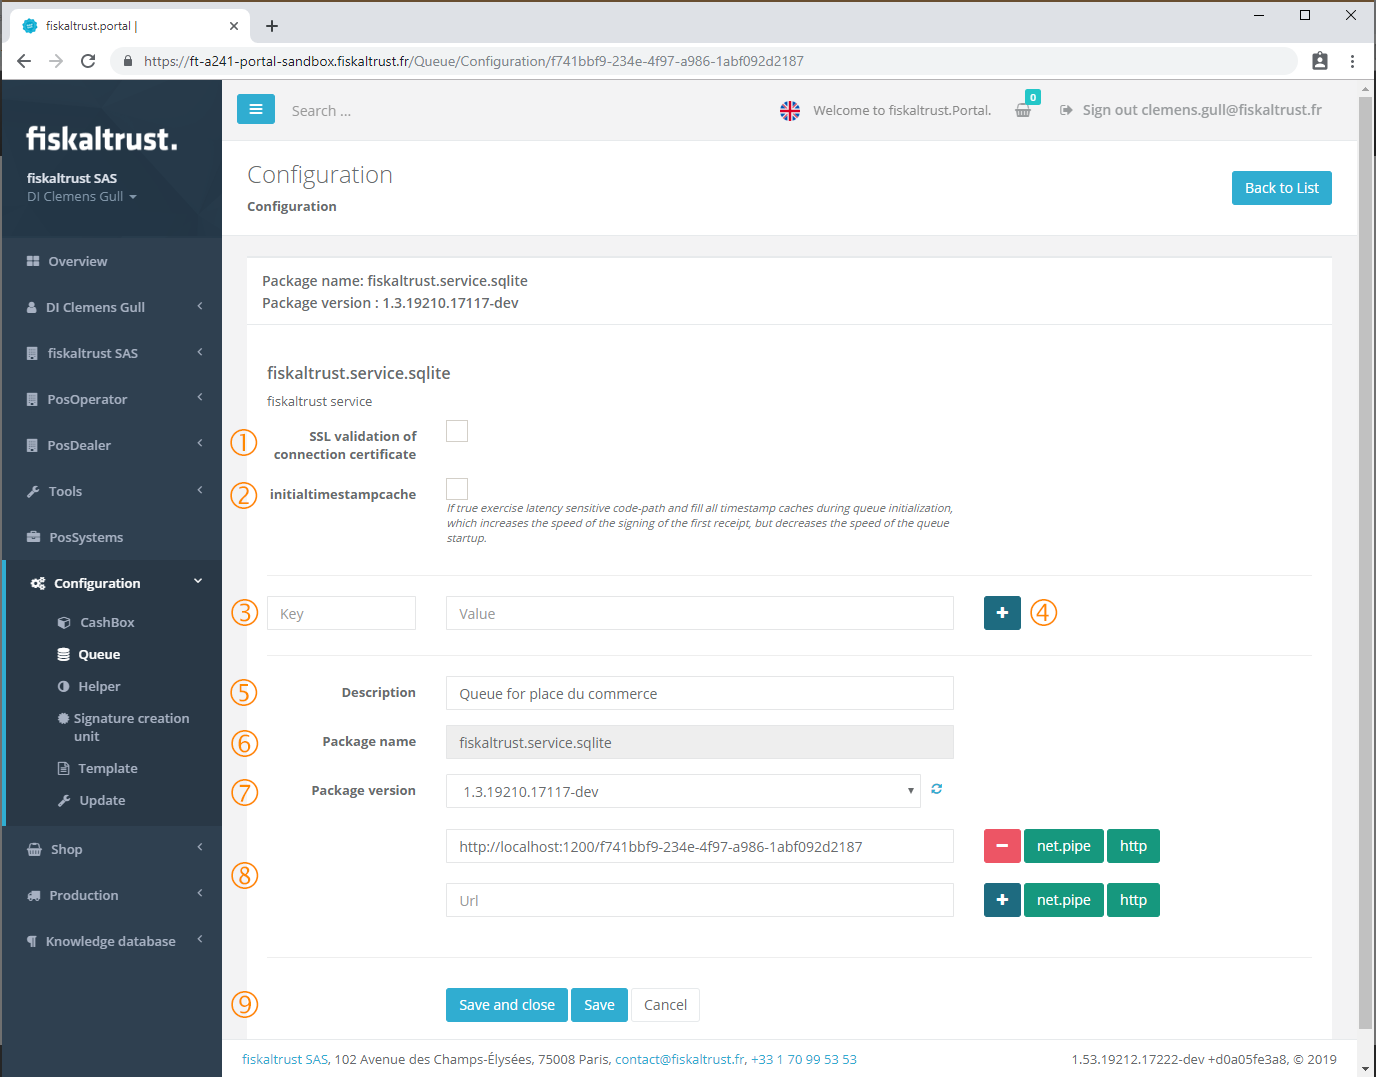 fiskaltrust.portal |
https://ft-a241-portal-sandbox.fiskaltrust.fr/Queue/Configuration/f741bbf9-234e-4f97-a986-1abf092d2187
fiskaltrust.
fiskaltrust SAS
DI Clemens Gull
Overview
DI Clemens Gull
fiskaltrust SAS
PosOperator
PosDealer
Tools
PosSystems
Configuration
CashBox
Queue
Helper
Signature creation
unit
Template
Update
Shop
Production
Knowledge database
Search ...
Welcome to fiskaltrust.Portal.
0
Sign out clemens.gull@fiskaltrust.fr
Configuration
Configuration
Back to List
Package name: fiskaltrust.service.sqlite
Package version : 1.3.19210.17117-dev
fiskaltrust.service.sqlite
fiskaltrust service
① SSL validation of
connection certificate
② initialtimestampcache
If true exercise latency sensitive code-path and fill all timestamp caches during queue initialization,
which increases the speed of the signing of the first receipt, but decreases the speed of the queue
startup.
③ Key Value + ④
⑤ Description Queue for place du commerce
⑥ Package name fiskaltrust.service.sqlite
⑦ Package version 1.3.19210.17117-dev
⑧
http://localhost:1200/f741bbf9-234e-4f97-a986-1abf092d2187 − net.pipe http
Url + net.pipe http
⑨ Save and close Save Cancel
fiskaltrust SAS, 102 Avenue des Champs-Élysées, 75008 Paris, contact@fiskaltrust.fr, +33 1 70 99 53 53
1.53.19212.17222-dev +d0a05fe3a8, © 2019